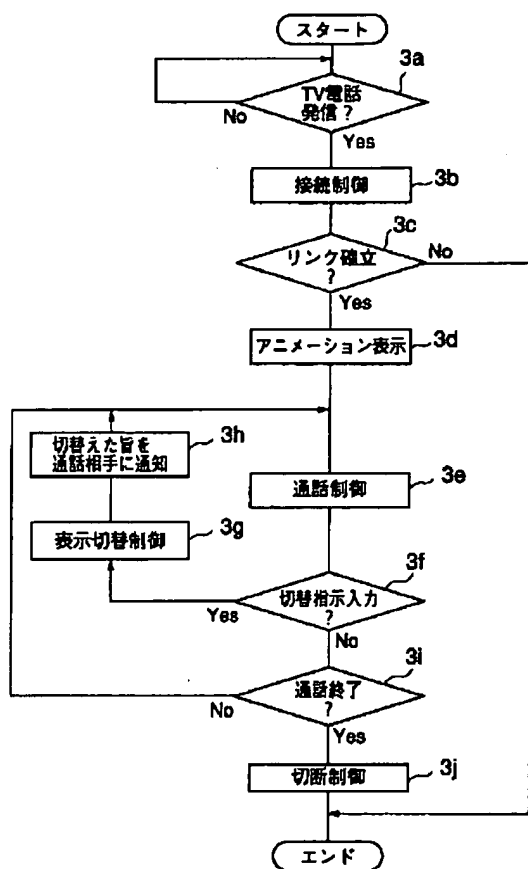 スタート
3a
TV電話
発信?
No
Yes
接続制御
3b
3c
リンク確立
?
No
Yes
アニメーション表示
3d
切替えた旨を
通話相手に通知
3h
通話制御
3e
表示切替制御
3g
3f
切替指示入力
?
Yes
No
3i
通話終了
?
No
Yes
切断制御
3j
エンド